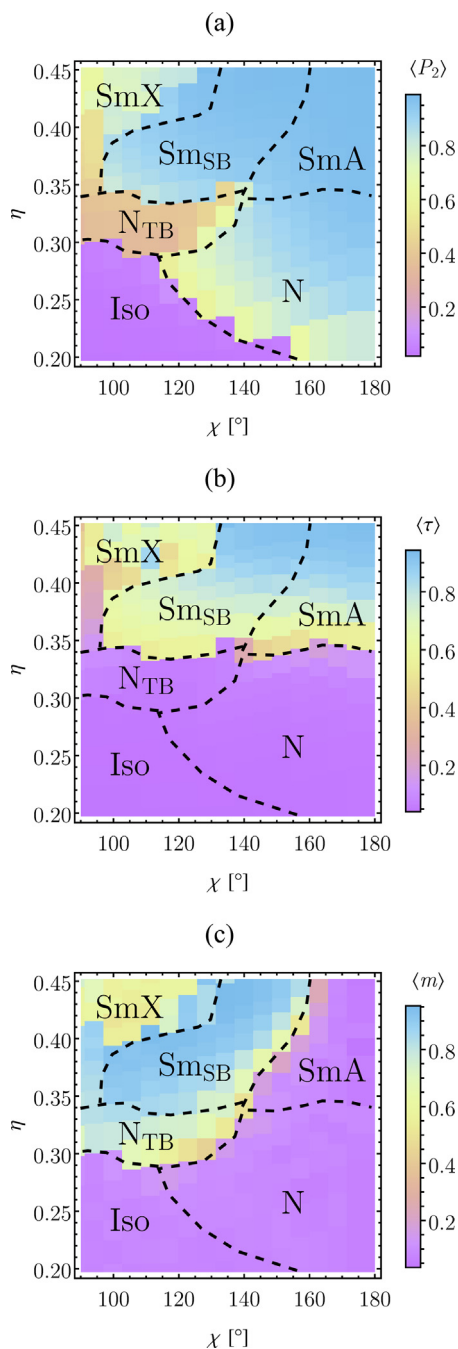 (a)
⟨P₂⟩
0.45
0.40
0.35
0.30
0.25
0.20
η
SmX
Sm_SB
SmA
N_TB
N
Iso
0.8
0.6
0.4
0.2
100 120 140 160 180
χ [°]
(b)
⟨τ⟩
0.45
0.40
0.35
0.30
0.25
0.20
η
SmX
Sm_SB
SmA
N_TB
N
Iso
0.8
0.6
0.4
0.2
100 120 140 160 180
χ [°]
(c)
⟨m⟩
0.45
0.40
0.35
0.30
0.25
0.20
η
SmX
Sm_SB
SmA
N_TB
N
Iso
0.8
0.6
0.4
0.2
100 120 140 160 180
χ [°]